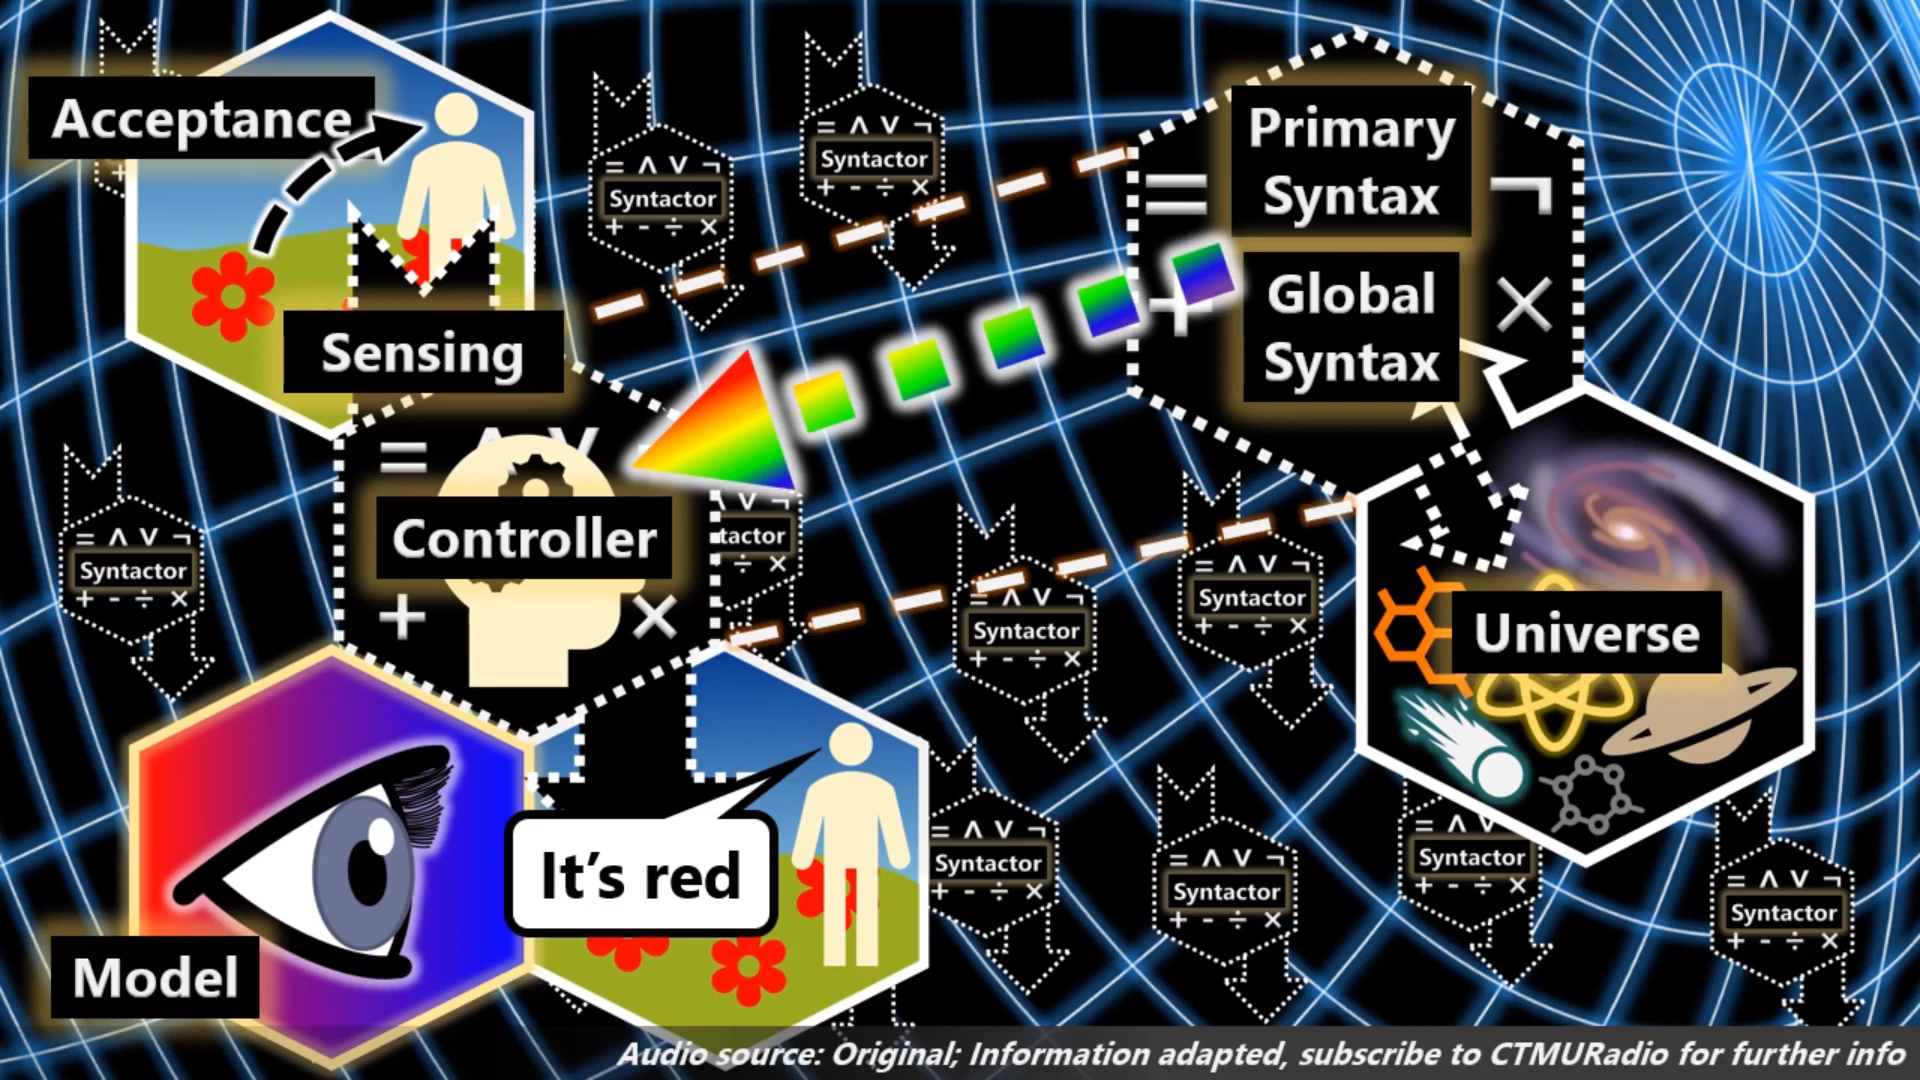 Acceptance
Sensing
Controller
Model
It's red
Primary
Syntax
Global
Syntax
Universe
= ∧ ∨ ¬
Syntactor
+ - ÷ ×
= ∧ ∨ ¬
Syntactor
+ - ÷ ×
= ∧ ∨ ¬
Syntactor
+ - ÷ ×
∨ ¬
tactor
÷ ×
= ∧ ∨ ¬
Syntactor
+ - ÷ ×
= ∧ ∨ ¬
Syntactor
+ - ÷ ×
= ∧ ∨ ¬
Syntactor
+ - ÷ ×
= ∧ ∨ ¬
Syntactor
+ - ÷ ×
= ∧ ∨
Syntactor
+ - ÷ ×
= ∧ ∨ ¬
Syntactor
+ - ÷ ×
Audio source: Original; Information adapted, subscribe to CTMURadio for further info